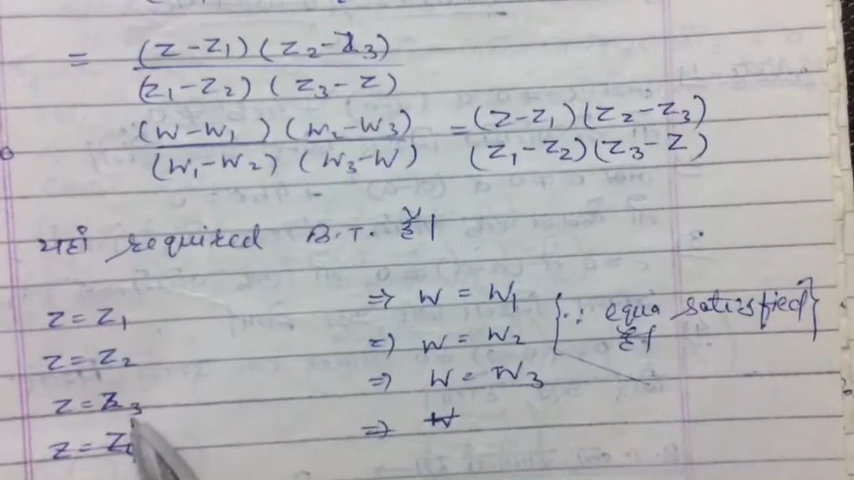 = (z-z₁)(z₂-z₃) / (z₁-z₂)(z₃-z)
(w-w₁)(w₂-w₃) / (w₁-w₂)(w₃-w) = (z-z₁)(z₂-z₃) / (z₁-z₂)(z₃-z)
यही required B.T. है।
z = z₁ ⇒ w = w₁ {∵ equa satisfied
z = z₂ ⇒ w = w₂ है। }
z = z₃ ⇒ w = w₃
z = z ⇒ w